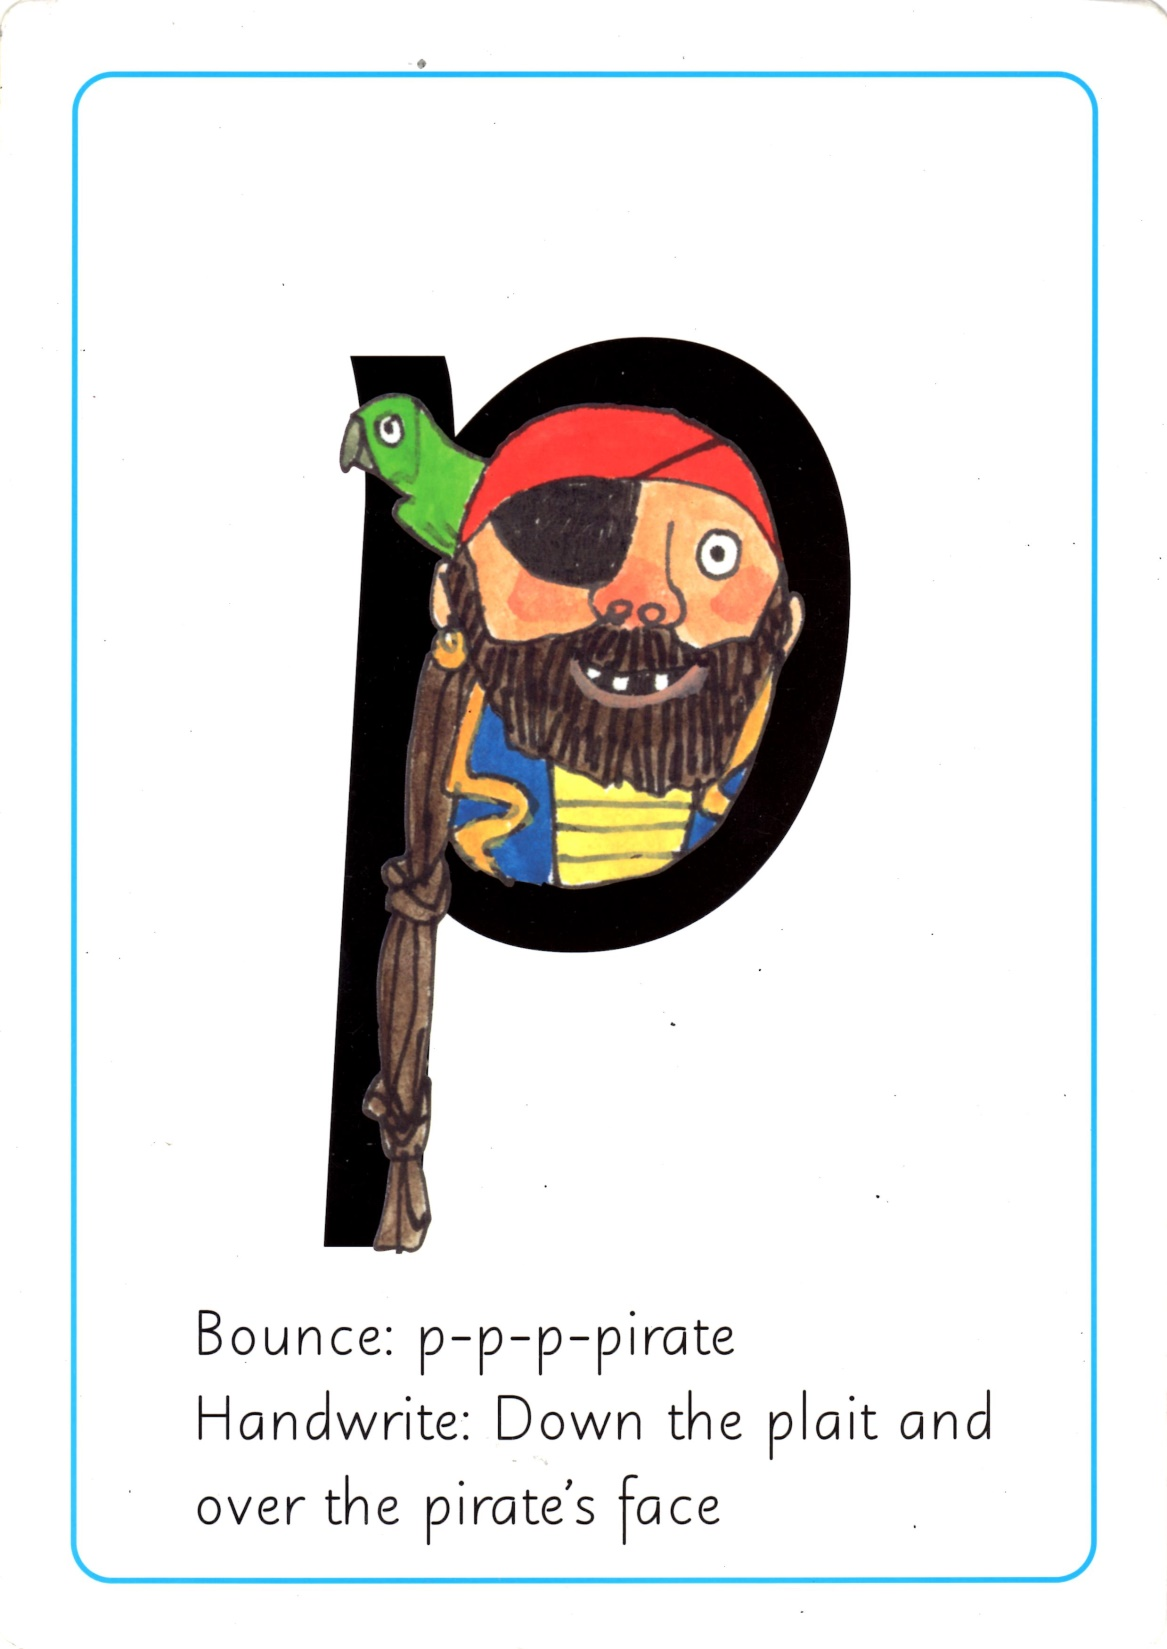 p
Bounce: p-p-p-pirate
Handwrite: Down the plait and
over the pirate's face